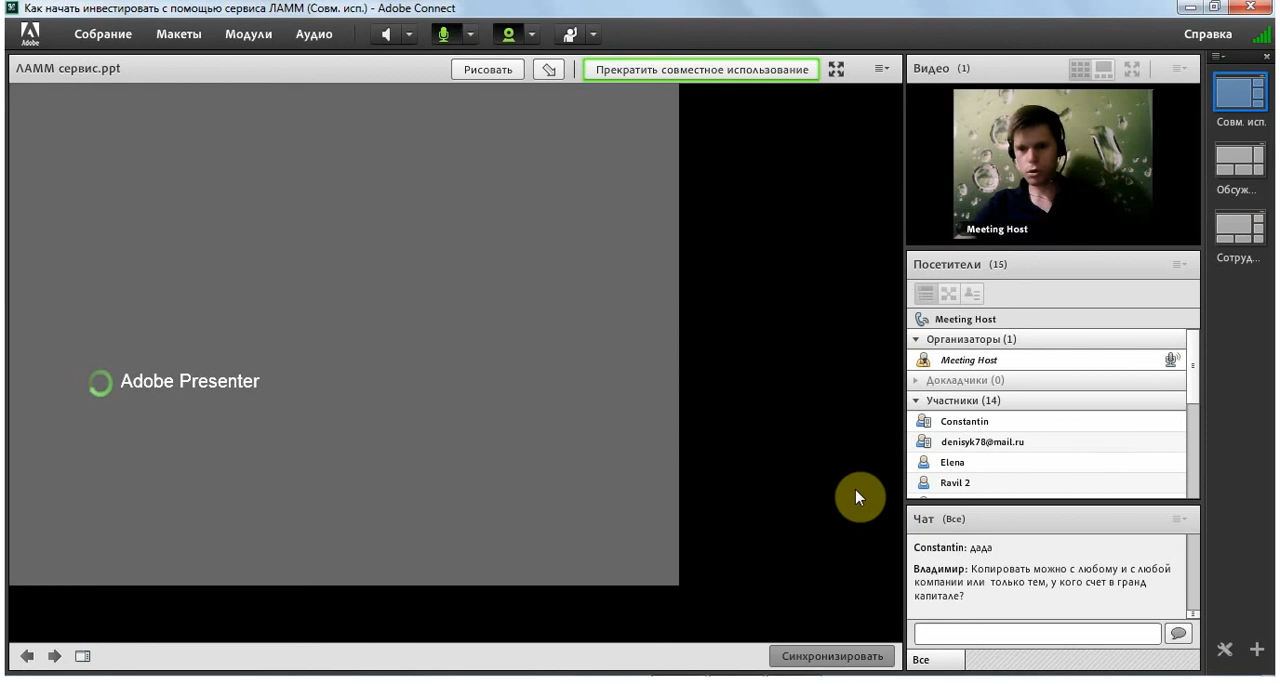 Как начать инвестировать с помощью сервиса ЛАММ (Совм. исп.) - Adobe Connect
Adobe
Собрание
Макеты
Модули
Аудио
Справка
ЛАММ сервис.ppt
Рисовать
Прекратить совместное использование
Adobe Presenter
Синхронизировать
Видео (1)
Meeting Host
Посетители (15)
Meeting Host
Организаторы (1)
Meeting Host
Докладчики (0)
Участники (14)
Constantin
denisyk78@mail.ru
Elena
Ravil 2
Чат (Все)
Constantin: дада
Владимир: Копировать можно с любому и с любой
компании или только тем, у кого счет в гранд
капитале?
Все
Совм. исп.
Обсуж...
Сотруд...